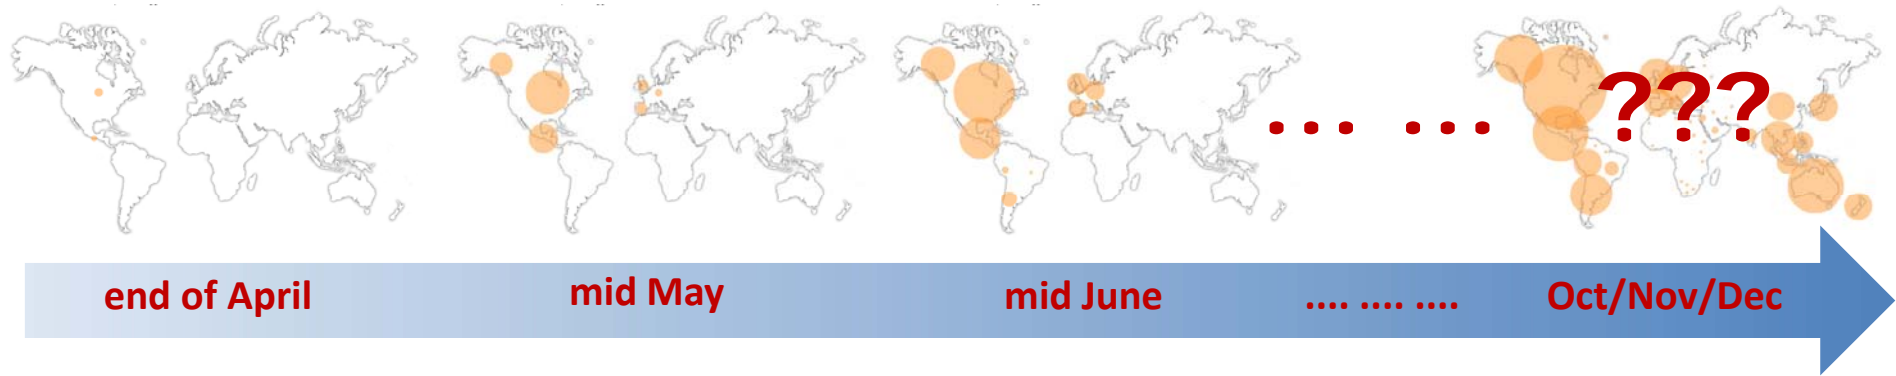 ... ...
???
end of April
mid May
mid June
.... .... ....
Oct/Nov/Dec